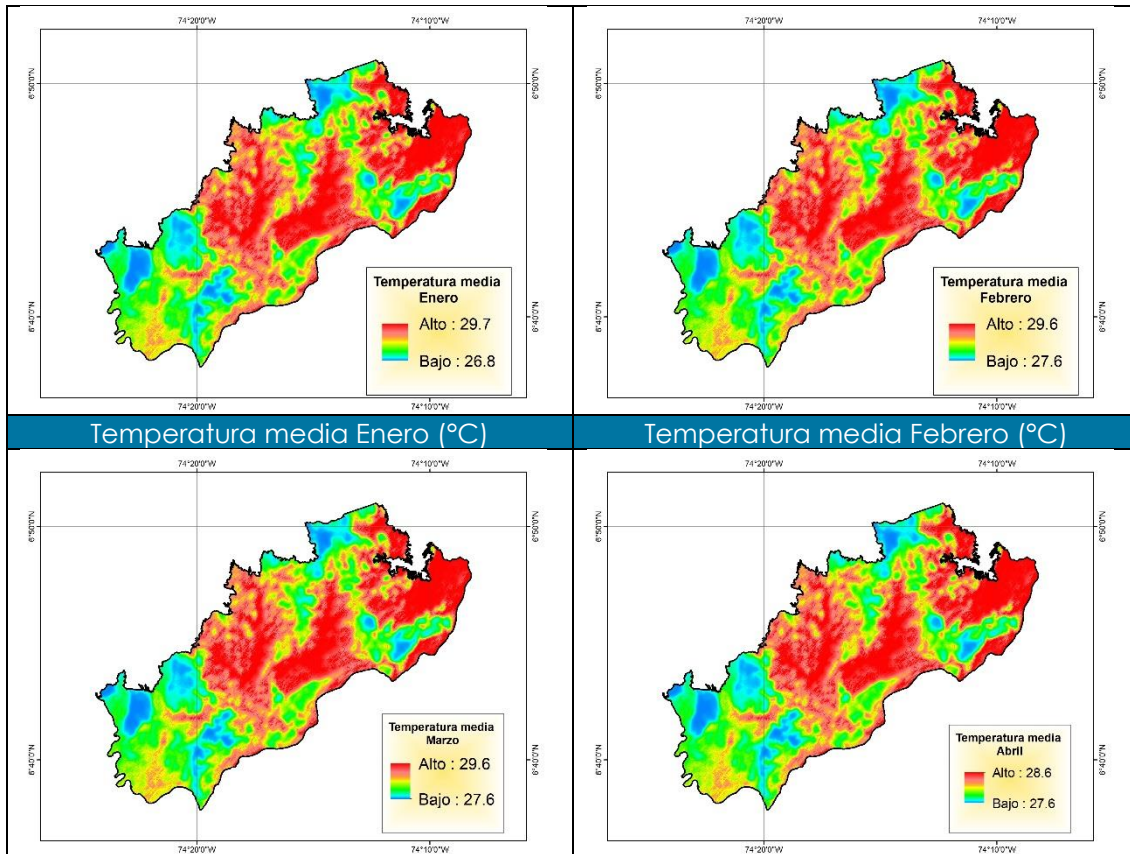 74°20'0"W 74°10'0"W
6°50'0"N
6°40'0"N
Temperatura media
Enero
Alto : 29.7
Bajo : 26.8
74°20'0"W 74°10'0"W
74°20'0"W 74°10'0"W
6°50'0"N
6°40'0"N
Temperatura media
Febrero
Alto : 29.6
Bajo : 27.6
74°20'0"W 74°10'0"W
Temperatura media Enero (°C)
Temperatura media Febrero (°C)
74°20'0"W 74°10'0"W
6°50'0"N
6°40'0"N
Temperatura media
Marzo
Alto : 29.6
Bajo : 27.6
74°20'0"W 74°10'0"W
74°20'0"W 74°10'0"W
6°50'0"N
6°40'0"N
Temperatura media
Abril
Alto : 28.6
Bajo : 27.6
74°20'0"W 74°10'0"W